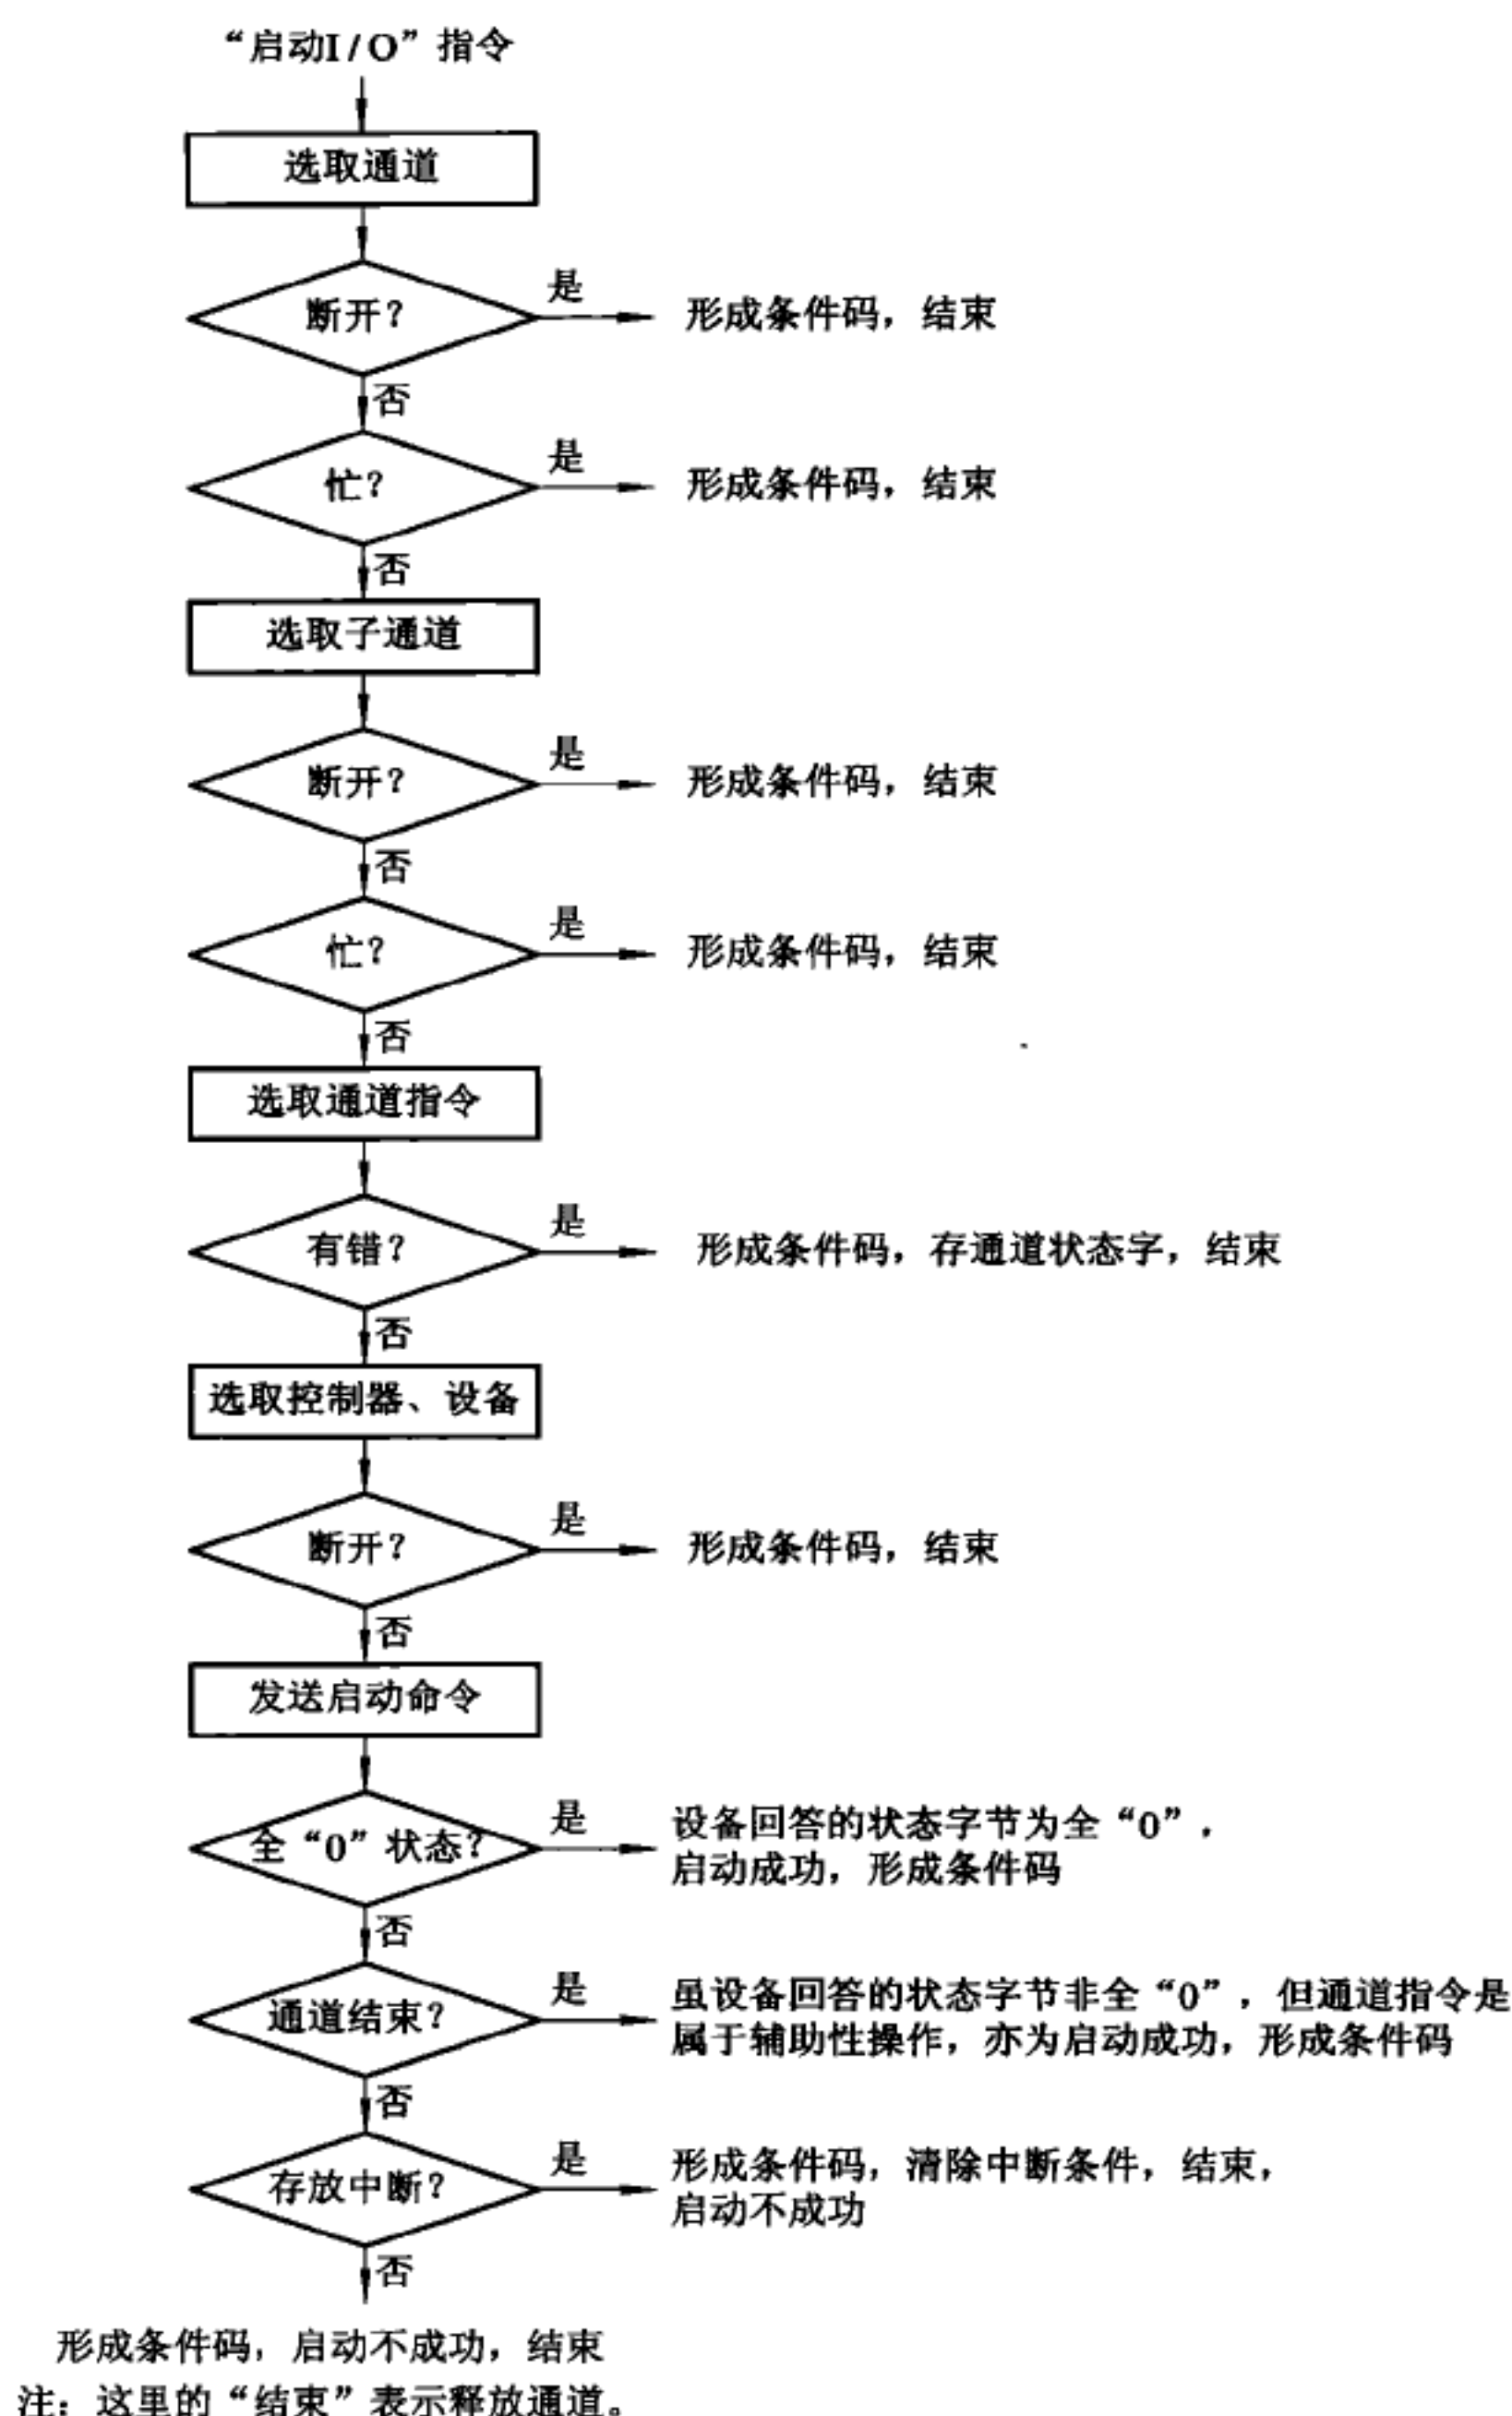 “启动I/O”指令
选取通道
断开？
是
形成条件码，结束
否
忙？
是
形成条件码，结束
否
选取子通道
断开？
是
形成条件码，结束
否
忙？
是
形成条件码，结束
否
选取通道指令
有错？
是
形成条件码，存通道状态字，结束
否
选取控制器、设备
断开？
是
形成条件码，结束
否
发送启动命令
全“0”状态？
是
设备回答的状态字节为全“0”，
启动成功，形成条件码
否
通道结束？
是
虽设备回答的状态字节非全“0”，但通道指令是
属于辅助性操作，亦为启动成功，形成条件码
否
存放中断？
是
形成条件码，清除中断条件，结束，
启动不成功
否
形成条件码，启动不成功，结束
注：这里的“结束”表示释放通道。